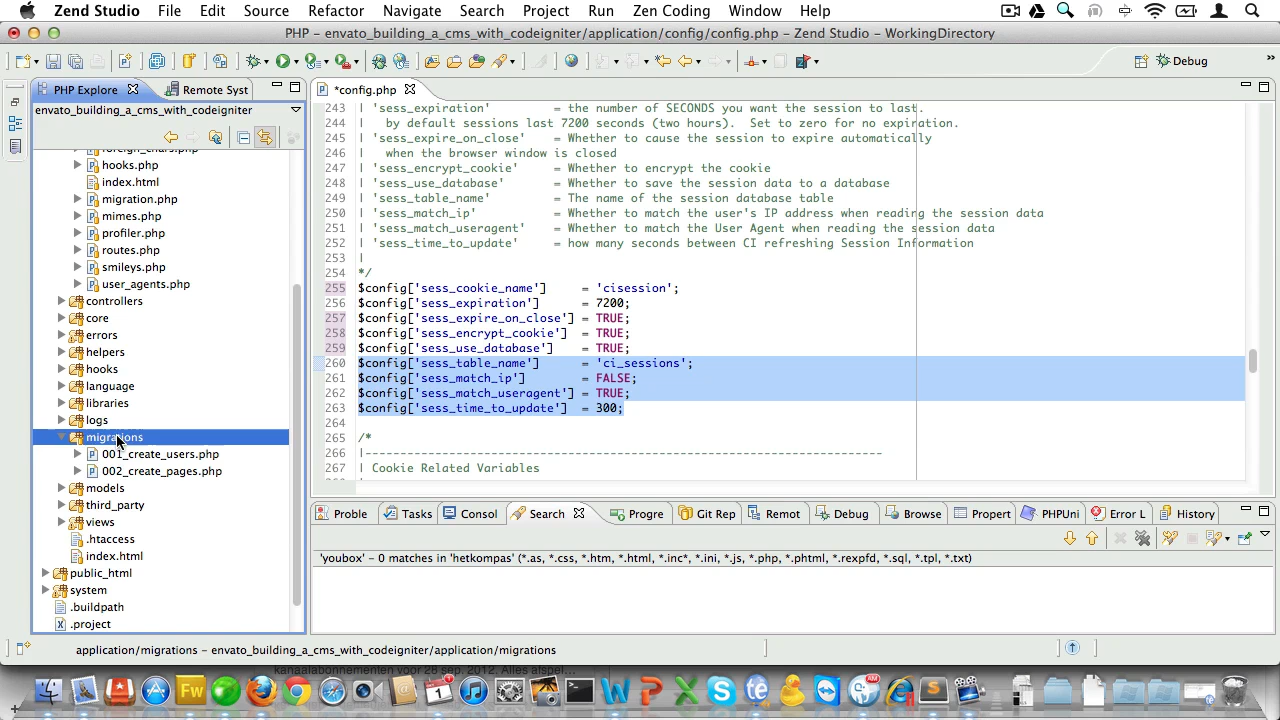 Zend Studio File Edit Source Refactor Navigate Search Project Run Zen Coding Window Help
PHP - envato_building_a_cms_with_codeigniter/application/config/config.php - Zend Studio - WorkingDirectory
Debug
PHP Explore
Remote Syst
envato_building_a_cms_with_codeigniter
foreign_chars.php
hooks.php
index.html
migration.php
mimes.php
profiler.php
routes.php
smileys.php
user_agents.php
controllers
core
errors
helpers
hooks
language
libraries
logs
migrations
001_create_users.php
002_create_pages.php
models
third_party
views
.htaccess
index.html
public_html
system
.buildpath
.project
*config.php
243 | 'sess_expiration' = the number of SECONDS you want the session to last.
244 | by default sessions last 7200 seconds (two hours). Set to zero for no expiration.
245 | 'sess_expire_on_close' = Whether to cause the session to expire automatically
246 | when the browser window is closed
247 | 'sess_encrypt_cookie' = Whether to encrypt the cookie
248 | 'sess_use_database' = Whether to save the session data to a database
249 | 'sess_table_name' = The name of the session database table
250 | 'sess_match_ip' = Whether to match the user's IP address when reading the session data
251 | 'sess_match_useragent' = Whether to match the User Agent when reading the session data
252 | 'sess_time_to_update' = how many seconds between CI refreshing Session Information
253 |
254 */
255 $config['sess_cookie_name'] = 'cisession';
256 $config['sess_expiration'] = 7200;
257 $config['sess_expire_on_close'] = TRUE;
258 $config['sess_encrypt_cookie'] = TRUE;
259 $config['sess_use_database'] = TRUE;
260 $config['sess_table_name'] = 'ci_sessions';
261 $config['sess_match_ip'] = FALSE;
262 $config['sess_match_useragent'] = TRUE;
263 $config['sess_time_to_update'] = 300;
264
265 /*
266 |--------------------------------------------------------------------------
267 | Cookie Related Variables
Proble Tasks Consol Search Progre Git Rep Remot Debug Browse Propert PHPUni Error L History
'youbox' - 0 matches in 'hetkompas' (*.as, *.css, *.htm, *.html, *.inc*, *.ini, *.js, *.php, *.phtml, *.rexpfd, *.sql, *.tpl, *.txt)
application/migrations - envato_building_a_cms_with_codeigniter/application/migrations
kanaalabonnementen voor 28 sep. 2012. Alles afspel...